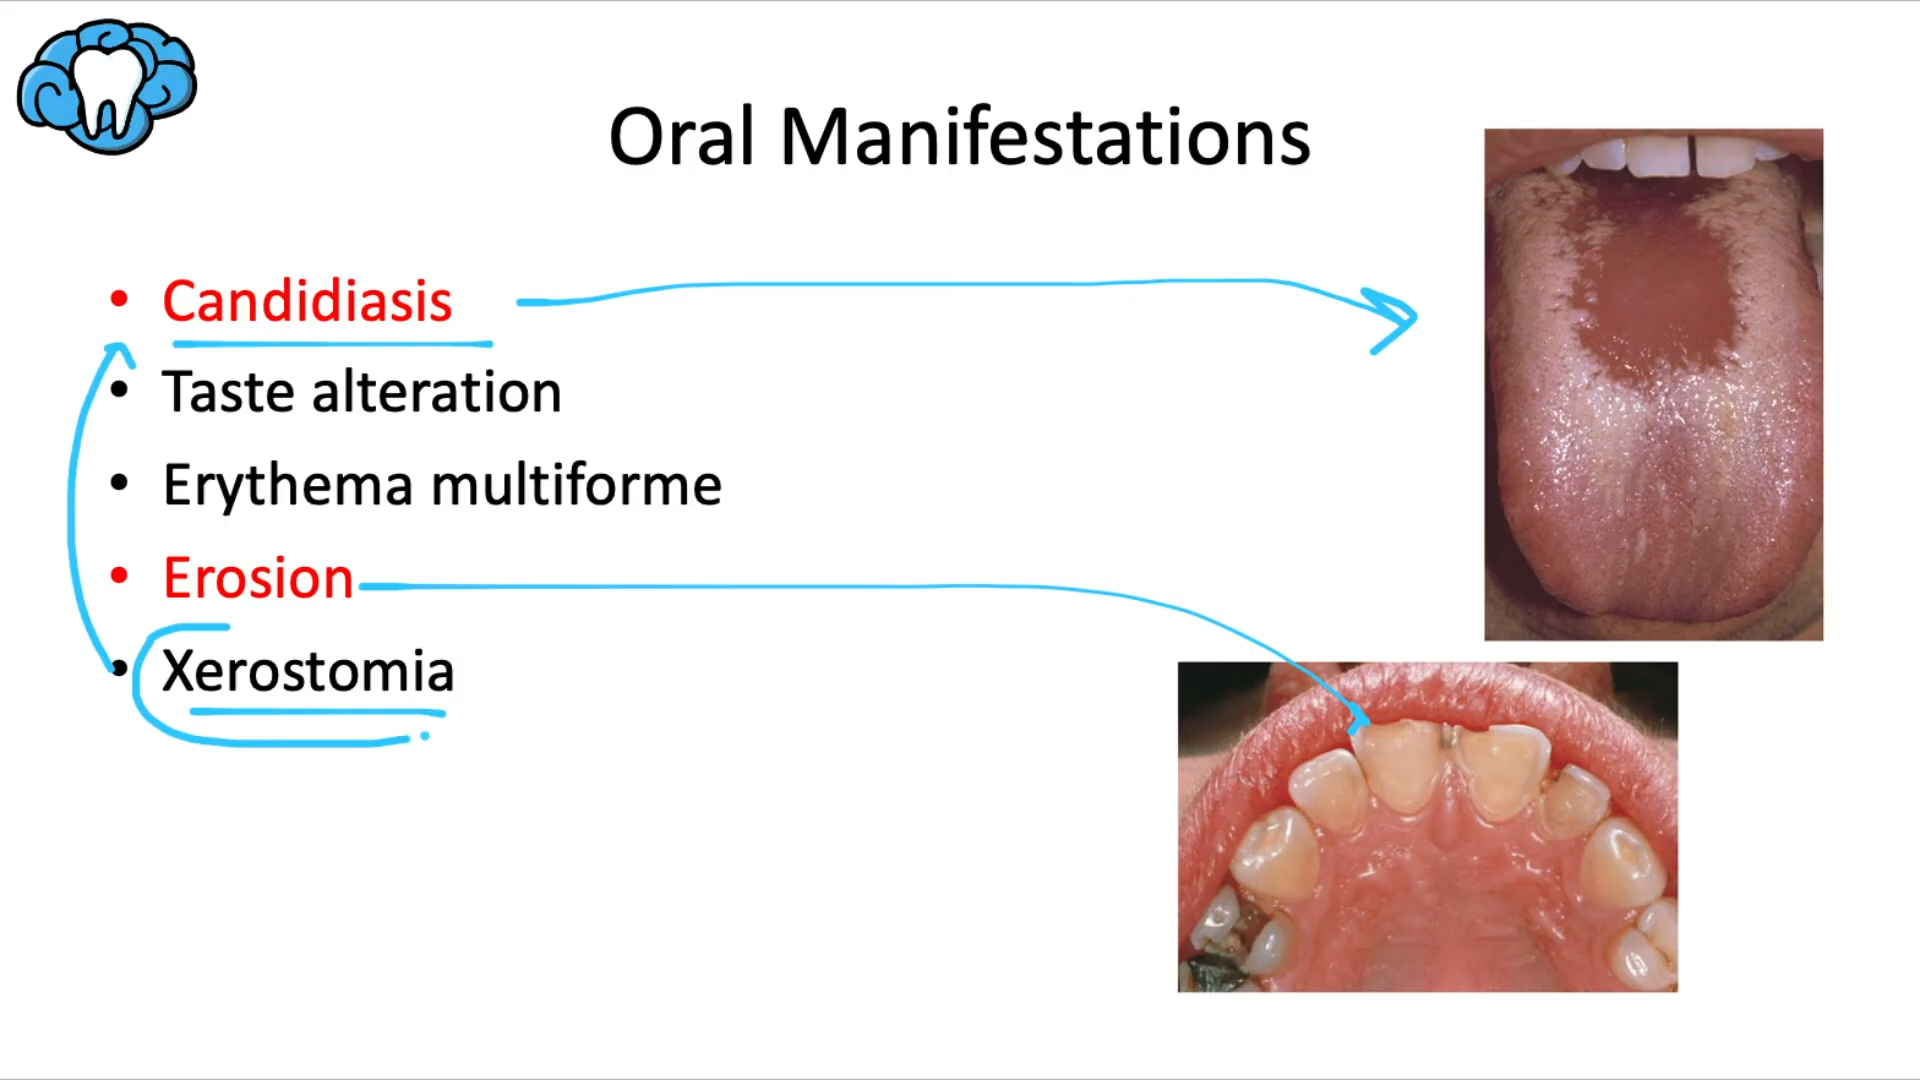 Oral Manifestations
• Candidiasis
• Taste alteration
• Erythema multiforme
• Erosion
• Xerostomia